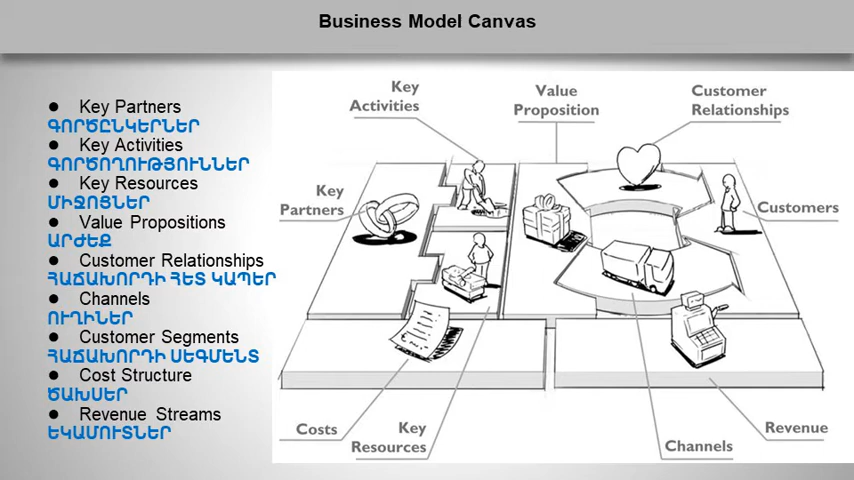 Business Model Canvas
● Key Partners
ԳՈՐԾԸՆԿԵՐՆԵՐ
● Key Activities
ԳՈՐԾՈՂՈՒԹՅՈՒՆՆԵՐ
● Key Resources
ՄԻՋՈՑՆԵՐ
● Value Propositions
ԱՐԺԵՔ
● Customer Relationships
ՀԱՃԱԽՈՐԴԻ ՀԵՏ ԿԱՊԵՐ
● Channels
ՈՒՂԻՆԵՐ
● Customer Segments
ՀԱՃԱԽՈՐԴԻ ՍԵԳՄԵՆՏ
● Cost Structure
ԾԱԽՍԵՐ
● Revenue Streams
ԵԿԱՄՈՒՏՆԵՐ
Key
Activities
Value
Proposition
Customer
Relationships
Key
Partners
Customers
Costs
Key
Resources
Channels
Revenue